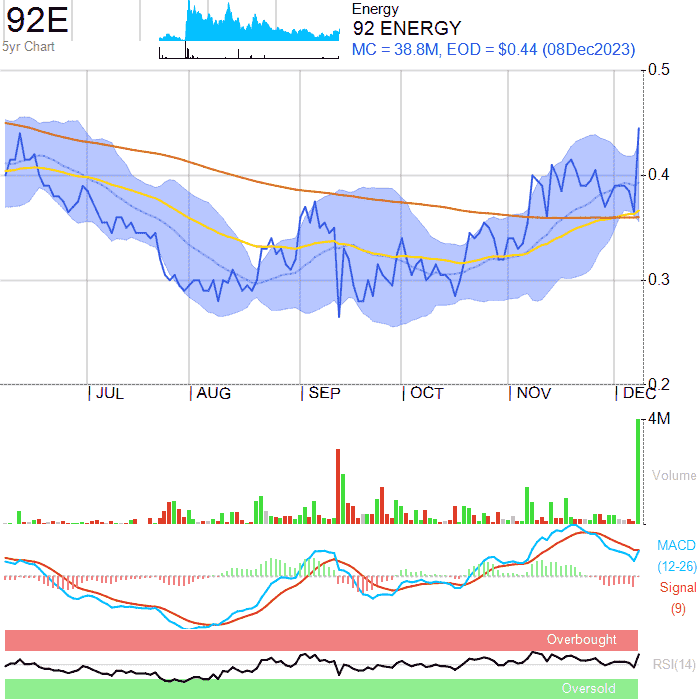 92E
5yr Chart
Energy
92 ENERGY
MC = 38.8M, EOD = $0.44 (08Dec2023)
0.5
0.4
0.3
0.2
JUL AUG SEP OCT NOV DEC
4M
Volume
MACD
(12-26)
Signal
(9)
Overbought
RSI(14)
Oversold